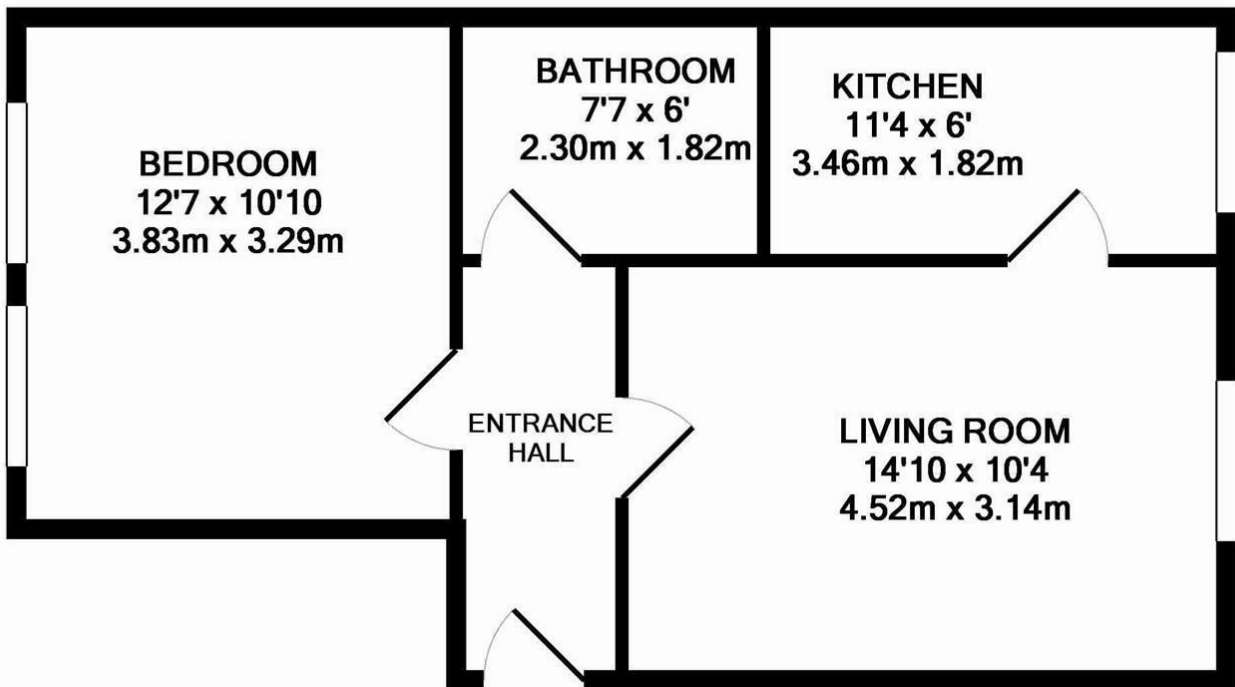 BEDROOM
12'7 x 10'10
3.83m x 3.29m
BATHROOM
7'7 x 6'
2.30m x 1.82m
KITCHEN
11'4 x 6'
3.46m x 1.82m
ENTRANCE
HALL
LIVING ROOM
14'10 x 10'4
4.52m x 3.14m